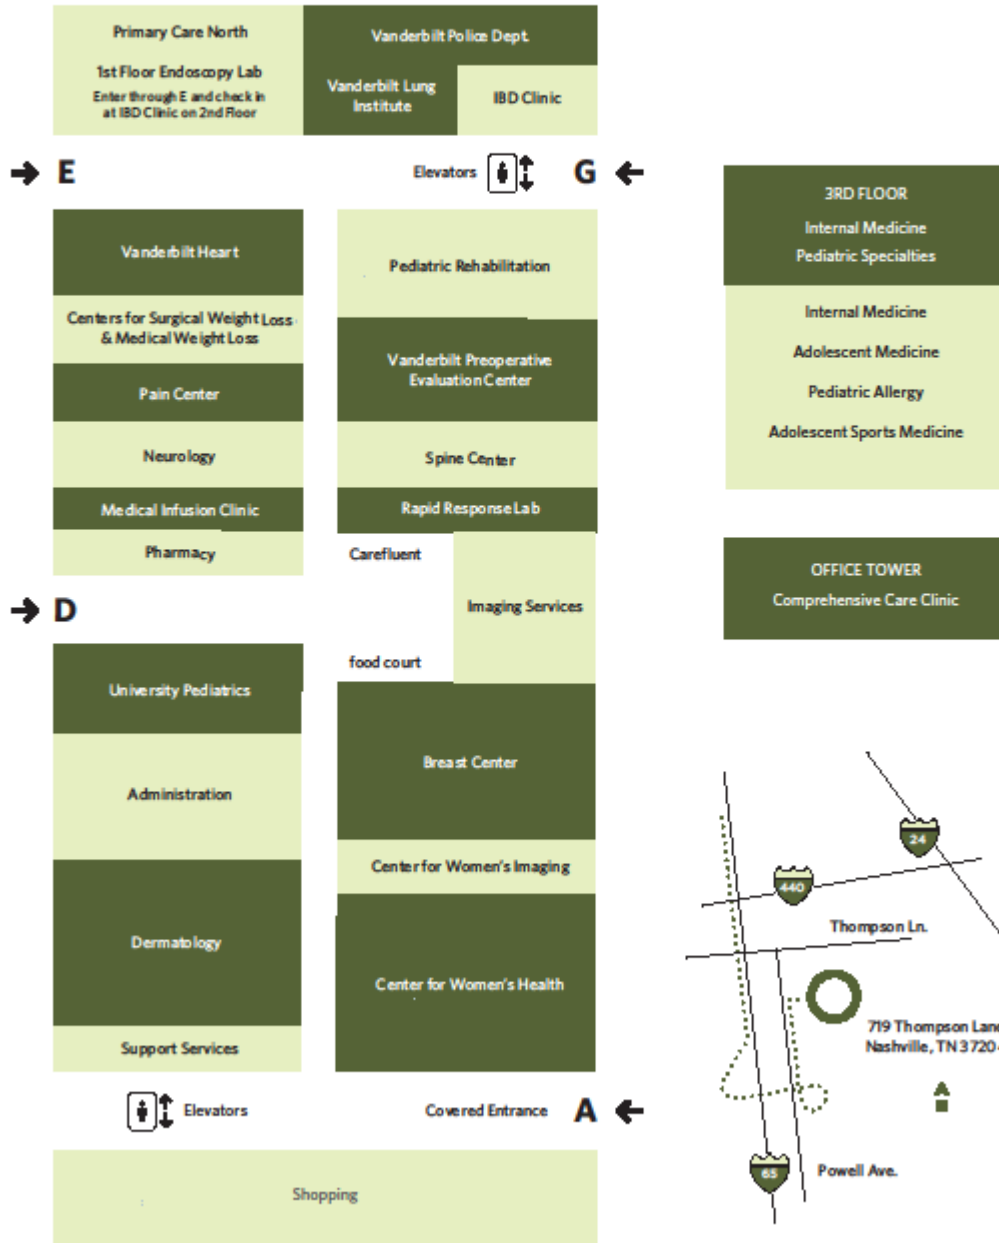 Primary Care North
1st Floor Endoscopy Lab
Enter through E and check in
at IBD Clinic on 2nd Floor
Vanderbilt Police Dept.
Vanderbilt Lung
Institute
IBD Clinic
E
Elevators
G
Vanderbilt Heart
Centers for Surgical Weight Loss
& Medical Weight Loss
Pain Center
Neurology
Medical Infusion Clinic
Pharmacy
Pediatric Rehabilitation
Vanderbilt Preoperative
Evaluation Center
Spine Center
Rapid Response Lab
Carefluent
Imaging Services
food court
D
University Pediatrics
Administration
Dermatology
Support Services
Breast Center
Center for Women's Imaging
Center for Women's Health
Elevators
Covered Entrance
A
Shopping
3RD FLOOR
Internal Medicine
Pediatric Specialties
Internal Medicine
Adolescent Medicine
Pediatric Allergy
Adolescent Sports Medicine
OFFICE TOWER
Comprehensive Care Clinic
24
440
Thompson Ln.
719 Thompson Lane
Nashville, TN 3720
65
Powell Ave.